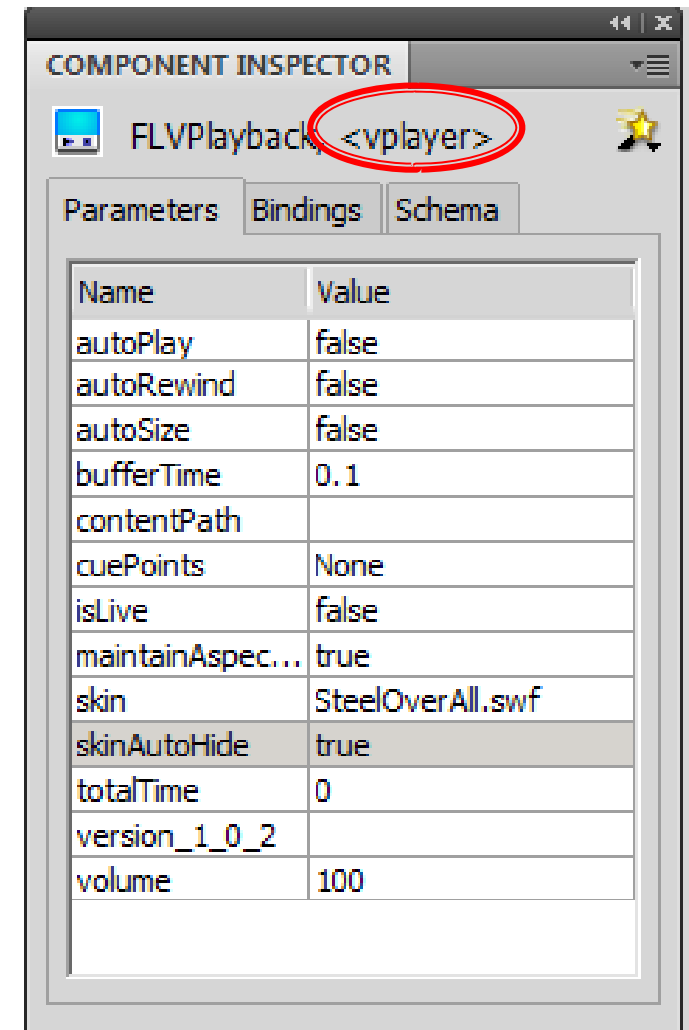 COMPONENT INSPECTOR
FLVPlayback, <vplayer>
Parameters Bindings Schema
Name Value
autoPlay false
autoRewind false
autoSize false
bufferTime 0.1
contentPath
cuePoints None
isLive false
maintainAspec... true
skin SteelOverAll.swf
skinAutoHide true
totalTime 0
version_1_0_2
volume 100